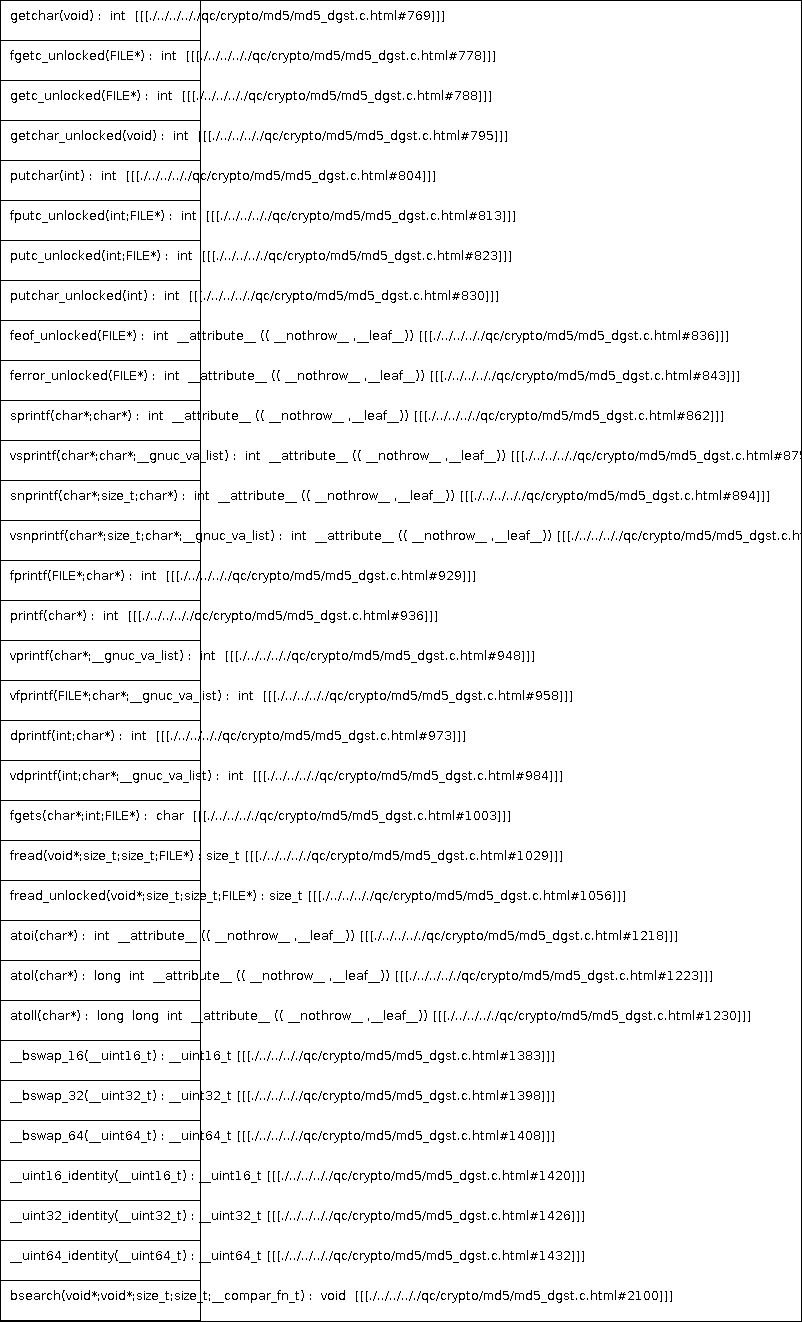 getchar(void) : int [[[./../../../qc/crypto/md5/md5_dgst.c.html#769]]]
fgetc_unlocked(FILE*) : int [[[./../../../qc/crypto/md5/md5_dgst.c.html#778]]]
getc_unlocked(FILE*) : int [[[./../../../qc/crypto/md5/md5_dgst.c.html#788]]]
getchar_unlocked(void) : int [[[./../../../qc/crypto/md5/md5_dgst.c.html#795]]]
putchar(int) : int [[[./../../../qc/crypto/md5/md5_dgst.c.html#804]]]
fputc_unlocked(int;FILE*) : int [[[./../../../qc/crypto/md5/md5_dgst.c.html#813]]]
putc_unlocked(int;FILE*) : int [[[./../../../qc/crypto/md5/md5_dgst.c.html#823]]]
putchar_unlocked(int) : int [[[./../../../qc/crypto/md5/md5_dgst.c.html#830]]]
feof_unlocked(FILE*) : int __attribute__ (( __nothrow__ ,__leaf__)) [[[./../../../qc/crypto/md5/md5_dgst.c.html#836]]]
ferror_unlocked(FILE*) : int __attribute__ (( __nothrow__ ,__leaf__)) [[[./../../../qc/crypto/md5/md5_dgst.c.html#843]]]
sprintf(char*;char*) : int __attribute__ (( __nothrow__ ,__leaf__)) [[[./../../../qc/crypto/md5/md5_dgst.c.html#862]]]
vsprintf(char*;char*;__gnuc_va_list) : int __attribute__ (( __nothrow__ ,__leaf__)) [[[./../../../qc/crypto/md5/md5_dgst.c.html#875
snprintf(char*;size_t;char*) : int __attribute__ (( __nothrow__ ,__leaf__)) [[[./../../../qc/crypto/md5/md5_dgst.c.html#894]]]
vsnprintf(char*;size_t;char*;__gnuc_va_list) : int __attribute__ (( __nothrow__ ,__leaf__)) [[[./../../../qc/crypto/md5/md5_dgst.c.h
fprintf(FILE*;char*) : int [[[./../../../qc/crypto/md5/md5_dgst.c.html#929]]]
printf(char*) : int [[[./../../../qc/crypto/md5/md5_dgst.c.html#936]]]
vprintf(char*;__gnuc_va_list) : int [[[./../../../qc/crypto/md5/md5_dgst.c.html#948]]]
vfprintf(FILE*;char*;__gnuc_va_list) : int [[[./../../../qc/crypto/md5/md5_dgst.c.html#958]]]
dprintf(int;char*) : int [[[./../../../qc/crypto/md5/md5_dgst.c.html#973]]]
vdprintf(int;char*;__gnuc_va_list) : int [[[./../../../qc/crypto/md5/md5_dgst.c.html#984]]]
fgets(char*;int;FILE*) : char [[[./../../../qc/crypto/md5/md5_dgst.c.html#1003]]]
fread(void*;size_t;size_t;FILE*) : size_t [[[./../../../qc/crypto/md5/md5_dgst.c.html#1029]]]
fread_unlocked(void*;size_t;size_t;FILE*) : size_t [[[./../../../qc/crypto/md5/md5_dgst.c.html#1056]]]
atoi(char*) : int __attribute__ (( __nothrow__ ,__leaf__)) [[[./../../../qc/crypto/md5/md5_dgst.c.html#1218]]]
atol(char*) : long int __attribute__ (( __nothrow__ ,__leaf__)) [[[./../../../qc/crypto/md5/md5_dgst.c.html#1223]]]
atoll(char*) : long long int __attribute__ (( __nothrow__ ,__leaf__)) [[[./../../../qc/crypto/md5/md5_dgst.c.html#1230]]]
__bswap_16(__uint16_t) : __uint16_t [[[./../../../qc/crypto/md5/md5_dgst.c.html#1383]]]
__bswap_32(__uint32_t) : __uint32_t [[[./../../../qc/crypto/md5/md5_dgst.c.html#1398]]]
__bswap_64(__uint64_t) : __uint64_t [[[./../../../qc/crypto/md5/md5_dgst.c.html#1408]]]
__uint16_identity(__uint16_t) : __uint16_t [[[./../../../qc/crypto/md5/md5_dgst.c.html#1420]]]
__uint32_identity(__uint32_t) : __uint32_t [[[./../../../qc/crypto/md5/md5_dgst.c.html#1426]]]
__uint64_identity(__uint64_t) : __uint64_t [[[./../../../qc/crypto/md5/md5_dgst.c.html#1432]]]
bsearch(void*;void*;size_t;size_t;__compar_fn_t) : void [[[./../../../qc/crypto/md5/md5_dgst.c.html#2100]]]